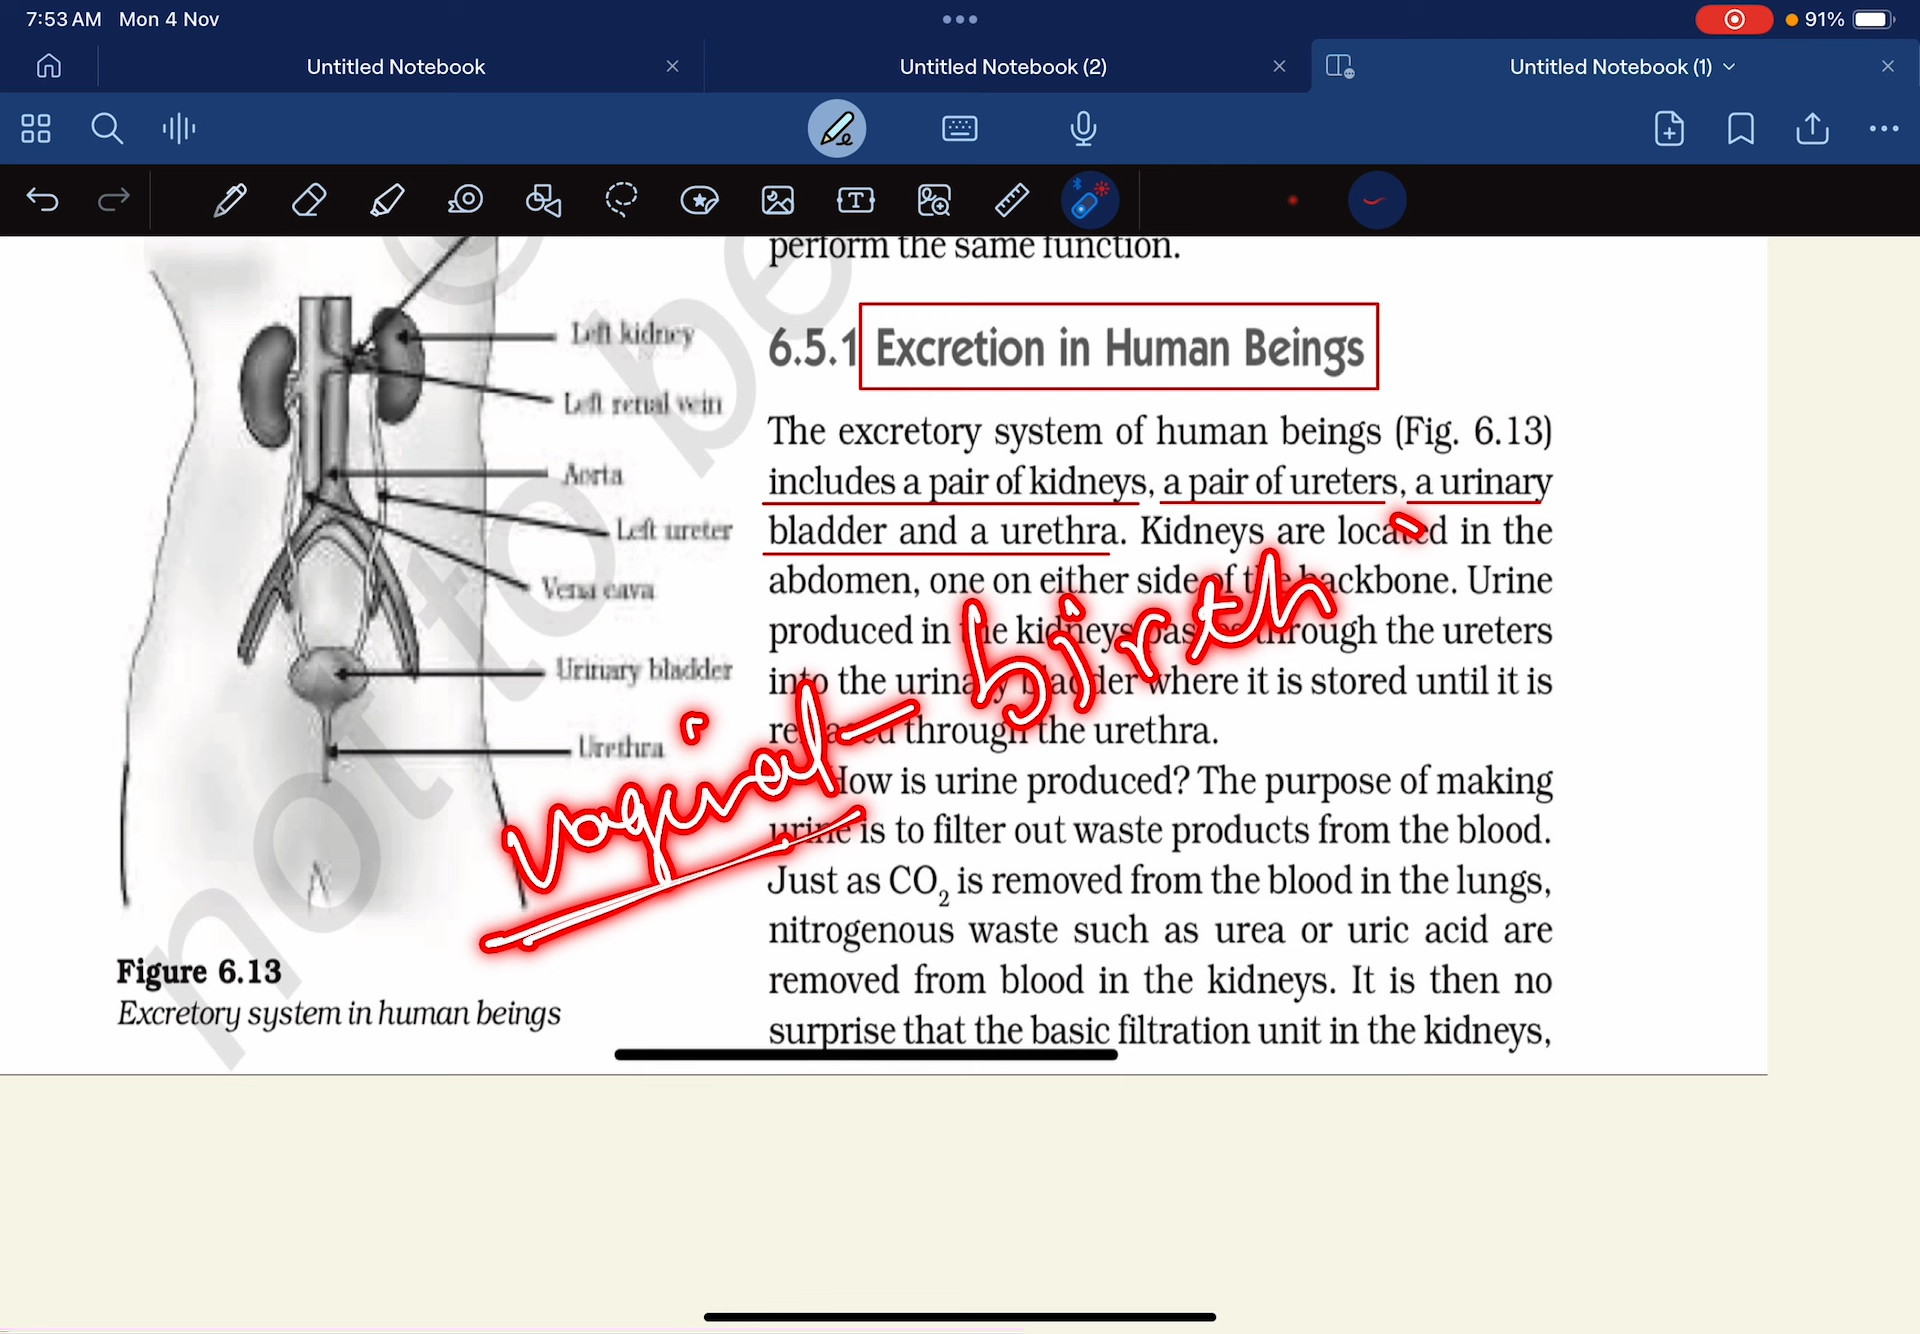 7:53 AM Mon 4 Nov
91%
Untitled Notebook
Untitled Notebook (2)
Untitled Notebook (1)
perform the same function.
6.5.1 Excretion in Human Beings
The excretory system of human beings (Fig. 6.13)
includes a pair of kidneys, a pair of ureters, a urinary
bladder and a urethra. Kidneys are located in the
abdomen, one on either side of the backbone. Urine
produced in the kidneys passes through the ureters
into the urinary bladder where it is stored until it is
released through the urethra.
How is urine produced? The purpose of making
urine is to filter out waste products from the blood.
Just as CO₂ is removed from the blood in the lungs,
nitrogenous waste such as urea or uric acid are
removed from blood in the kidneys. It is then no
surprise that the basic filtration unit in the kidneys,
Left kidney
Left renal vein
Aorta
Left ureter
Vena cava
Urinary bladder
Urethra
Figure 6.13
Excretory system in human beings
vaginal - birth
not to be